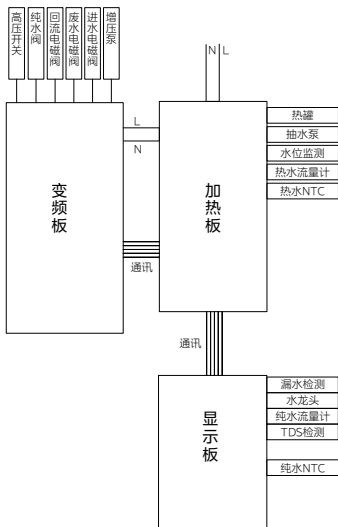 高压开关
纯水阀
回流电磁阀
废水电磁阀
进水电磁阀
增压泵
N L
L
N
变频板
加热板
热罐
抽水泵
水位监测
热水流量计
热水NTC
通讯
通讯
显示板
漏水检测
水龙头
纯水流量计
TDS检测
纯水NTC